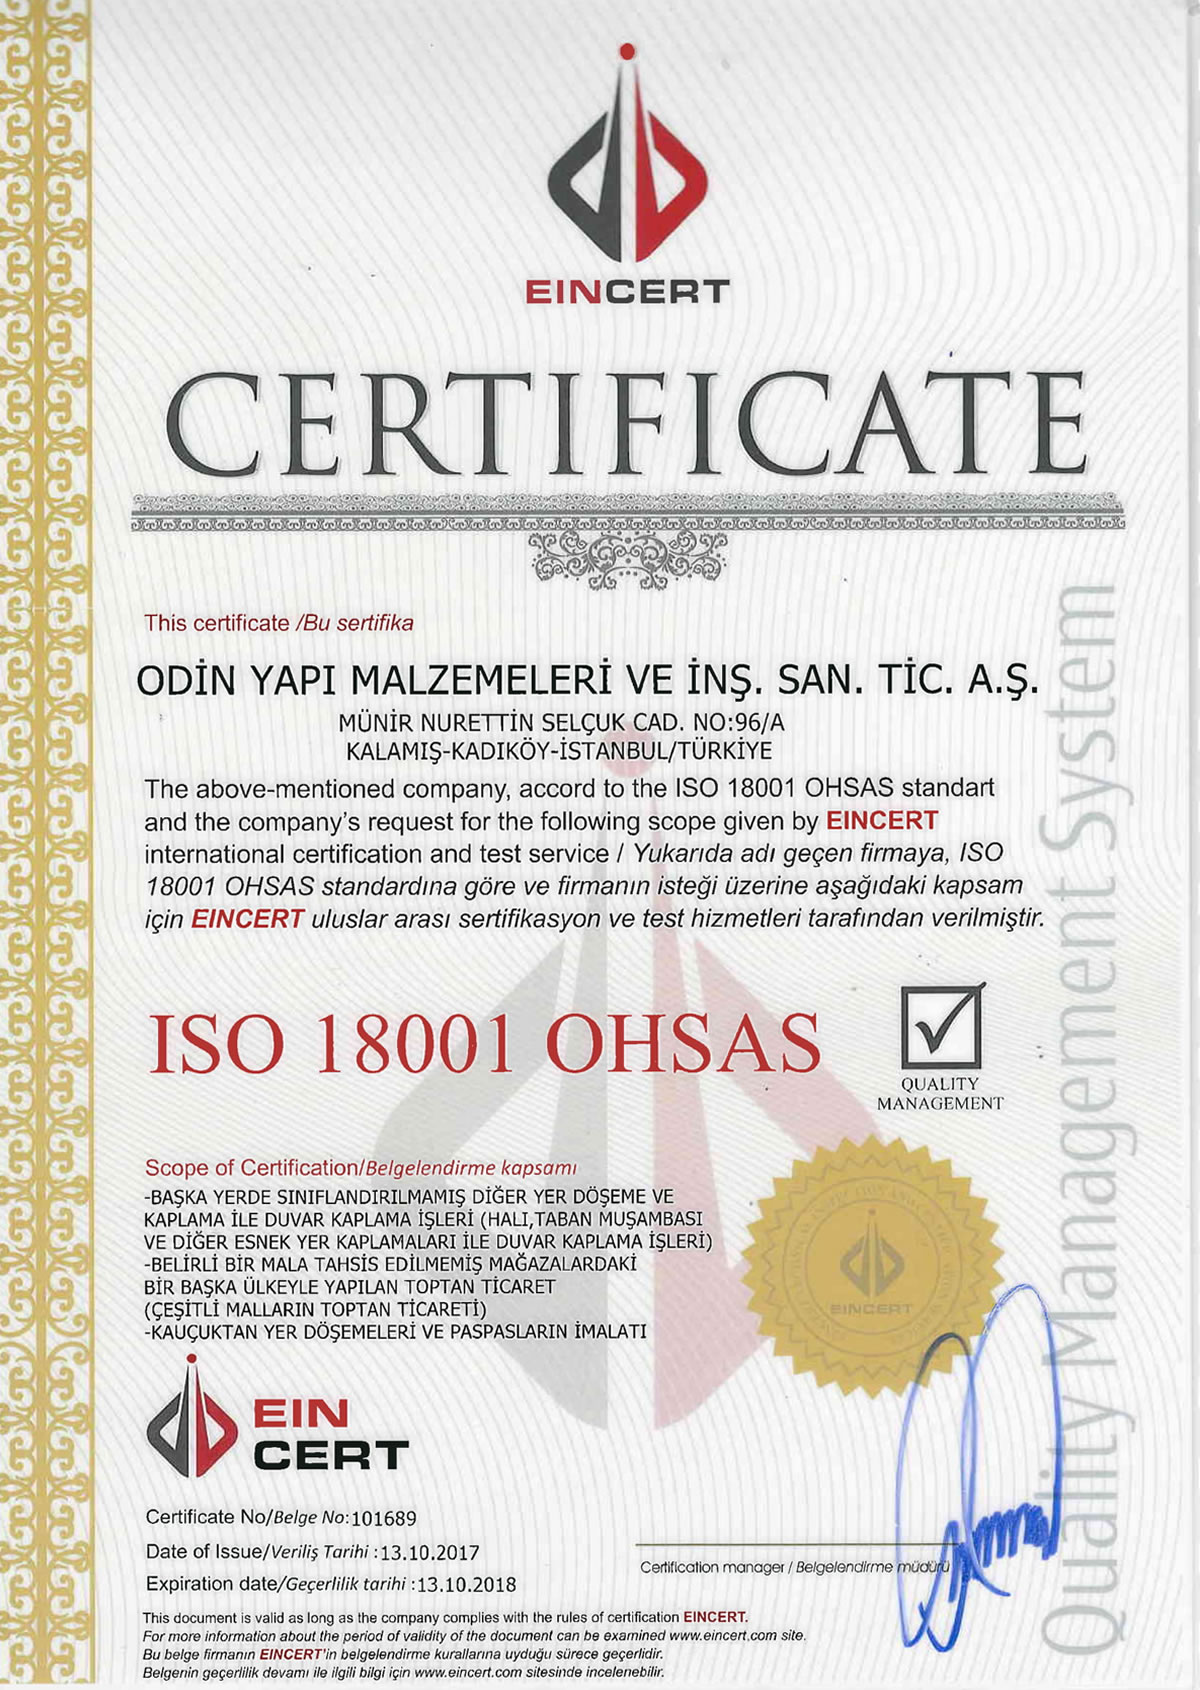 EINCERT
CERTIFICATE
This certificate /Bu sertifika
ODİN YAPI MALZEMELERİ VE İNŞ. SAN. TİC. A.Ş.
MÜNİR NURETTİN SELÇUK CAD. NO:96/A
KALAMIŞ-KADIKÖY-İSTANBUL/TÜRKİYE
The above-mentioned company, accord to the ISO 18001 OHSAS standart
and the company's request for the following scope given by EINCERT
international certification and test service / Yukarıda adı geçen firmaya, ISO
18001 OHSAS standardına göre ve firmanın isteği üzerine aşağıdaki kapsam
için EINCERT uluslar arası sertifikasyon ve test hizmetleri tarafından verilmiştir.
ISO 18001 OHSAS
QUALITY
MANAGEMENT
Quality Management System
Scope of Certification/Belgelendirme kapsamı
-BAŞKA YERDE SINIFLANDIRILMAMIŞ DİĞER YER DÖŞEME VE
KAPLAMA İLE DUVAR KAPLAMA İŞLERİ (HALI,TABAN MUŞAMBASI
VE DİĞER ESNEK YER KAPLAMALARI İLE DUVAR KAPLAMA İŞLERİ)
-BELİRLİ BİR MALA TAHSİS EDİLMEMİŞ MAĞAZALARDAKİ
BİR BAŞKA ÜLKEYLE YAPILAN TOPTAN TİCARET
(ÇEŞİTLİ MALLARIN TOPTAN TİCARETİ)
-KAUÇUKTAN YER DÖŞEMELERİ VE PASPASLARIN İMALATI
EINCERT
EIN
CERT
Certificate No/Belge No:101689
Date of Issue/Veriliş Tarihi :13.10.2017
Expiration date/Geçerlilik tarihi :13.10.2018
Certification manager / Belgelendirme müdürü
This document is valid as long as the company complies with the rules of certification EINCERT.
For more information about the period of validity of the document can be examined www.eincert.com site.
Bu belge firmanın EINCERT'in belgelendirme kurallarına uyduğu sürece geçerlidir.
Belgenin geçerlilik devamı ile ilgili bilgi için www.eincert.com sitesinde incelenebilir.